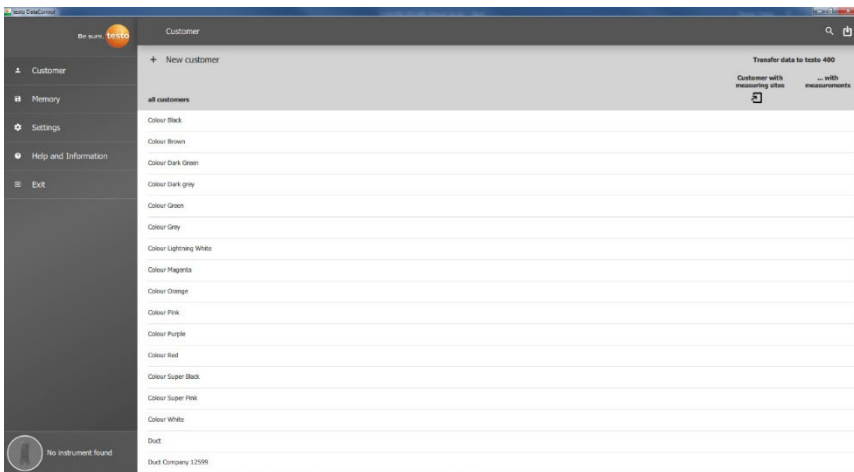 testo DataControl
Be sure. testo
Customer
Customer
Memory
Settings
Help and Information
Exit
No instrument found
+ New customer
Transfer data to testo 400
Customer with
measuring sites
... with
measurements
all customers
Colour Black
Colour Brown
Colour Dark Green
Colour Dark grey
Colour Green
Colour Grey
Colour Lightning White
Colour Magenta
Colour Orange
Colour Pink
Colour Purple
Colour Red
Colour Super Black
Colour Super Pink
Colour White
Duct
Duct Company 12599